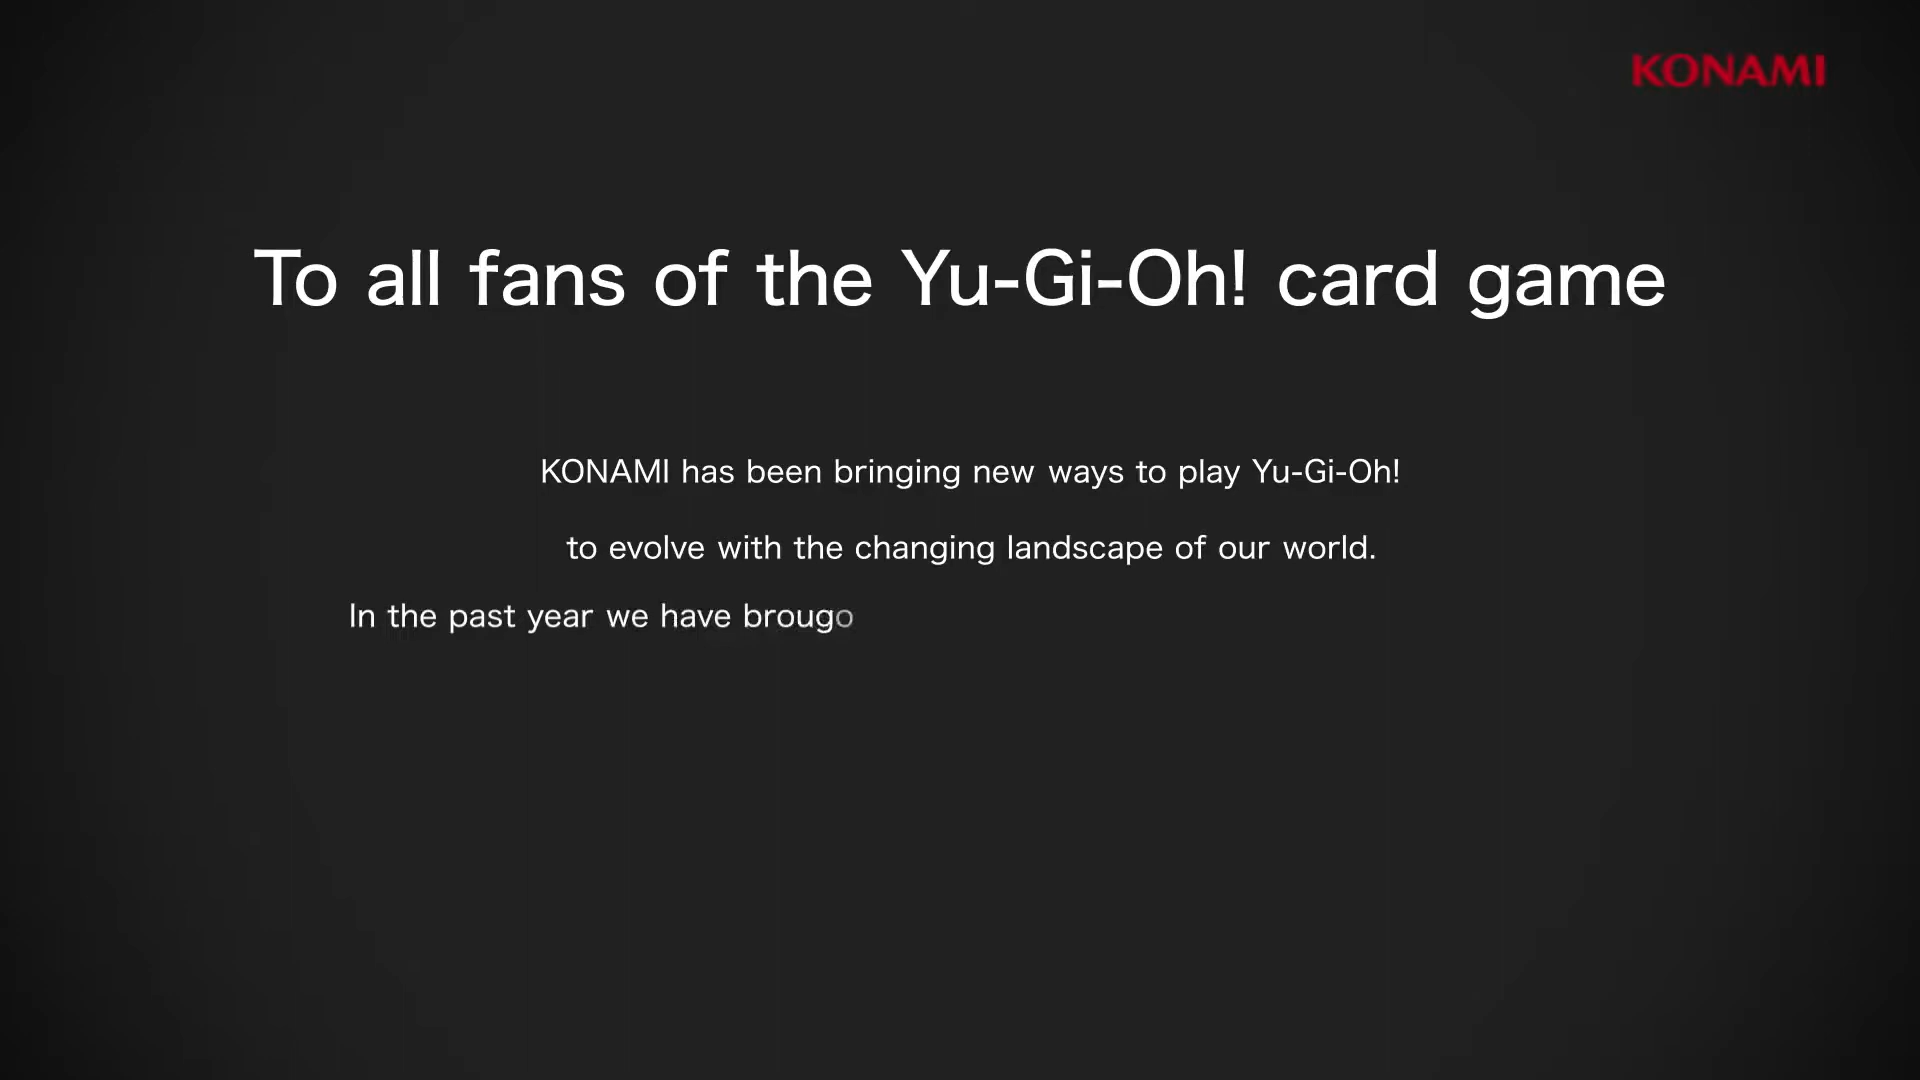 KONAMI
To all fans of the Yu-Gi-Oh! card game
KONAMI has been bringing new ways to play Yu-Gi-Oh!
to evolve with the changing landscape of our world.
In the past year we have brougo